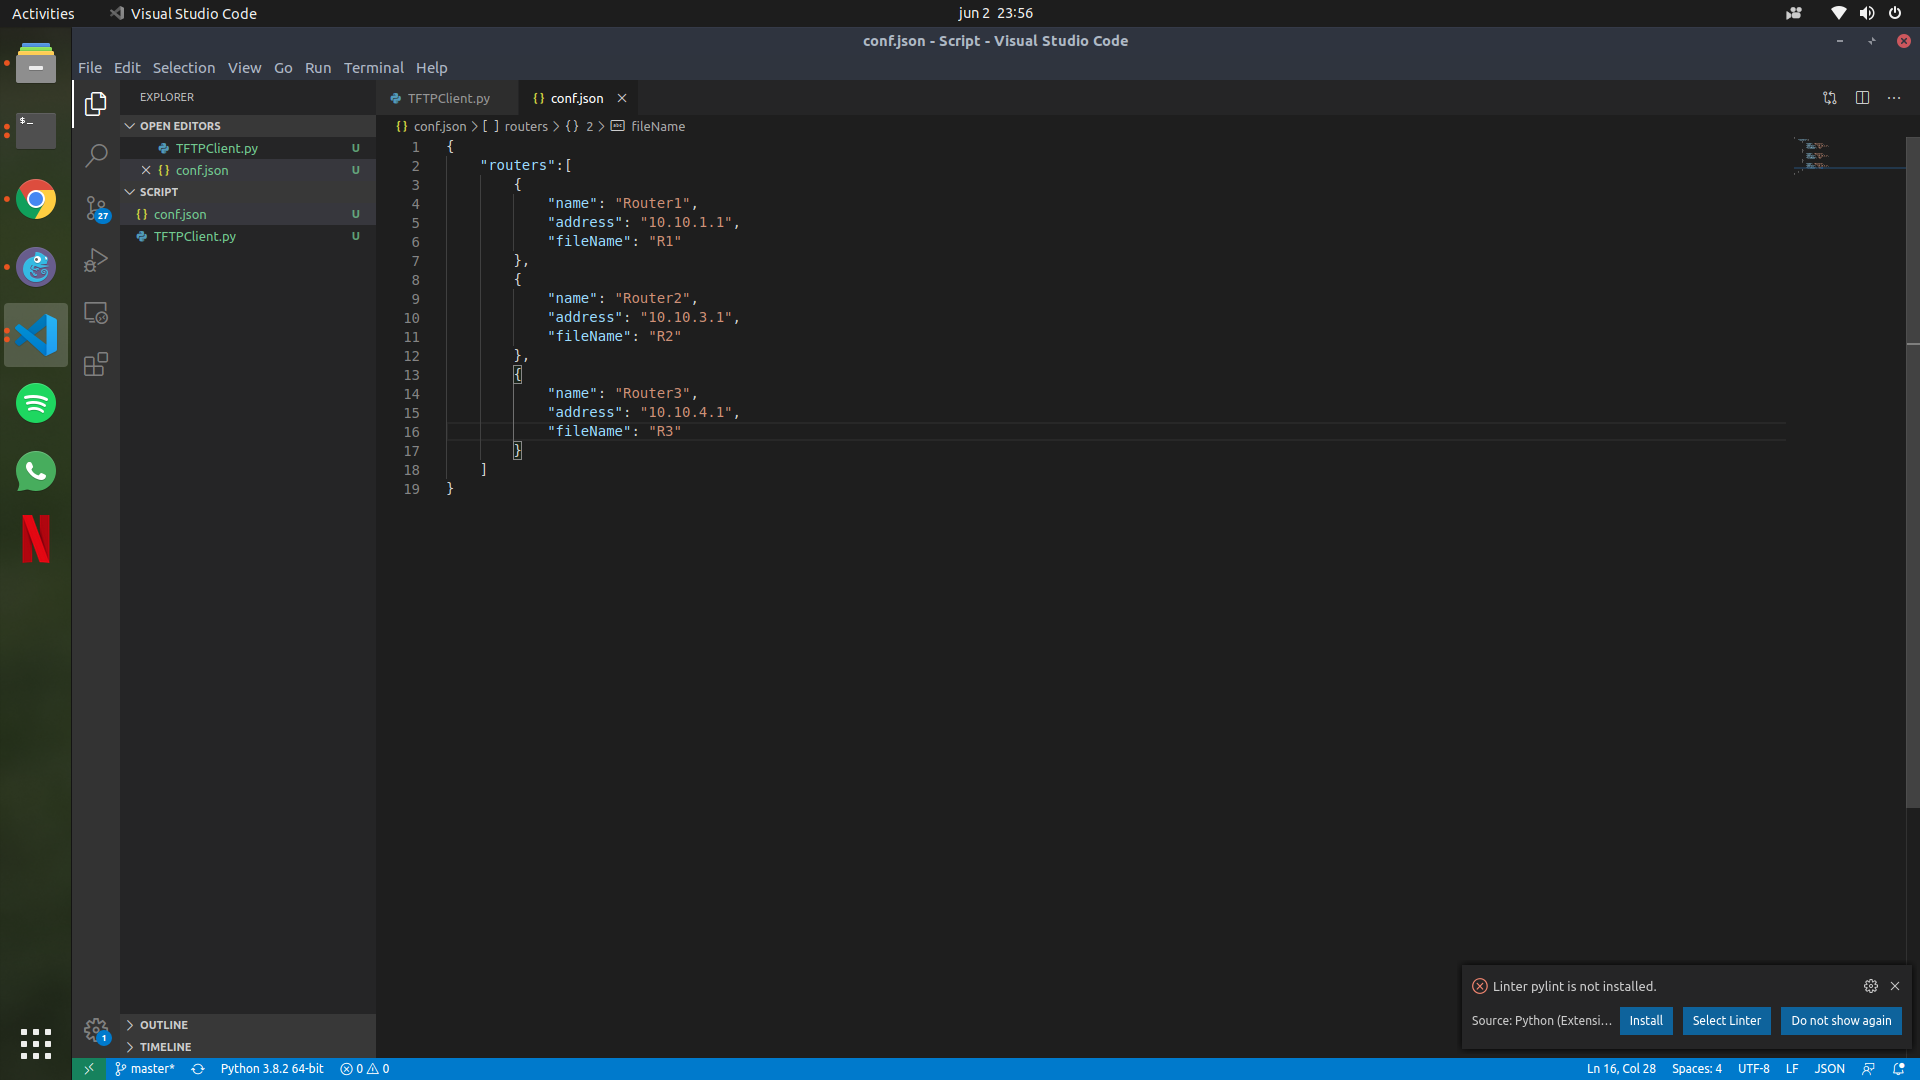 Activities
Visual Studio Code
jun 2 23:56
conf.json - Script - Visual Studio Code
File Edit Selection View Go Run Terminal Help
EXPLORER
OPEN EDITORS
TFTPClient.py U
conf.json U
SCRIPT
conf.json U
TFTPClient.py U
27
TFTPClient.py
{} conf.json
{} conf.json > [ ] routers > {} 2 > fileName
1 {
2 "routers":[
3 {
4 "name": "Router1",
5 "address": "10.10.1.1",
6 "fileName": "R1"
7 },
8 {
9 "name": "Router2",
10 "address": "10.10.3.1",
11 "fileName": "R2"
12 },
13 {
14 "name": "Router3",
15 "address": "10.10.4.1",
16 "fileName": "R3"
17 }
18 ]
19 }
Linter pylint is not installed.
Source: Python (Extensi... Install Select Linter Do not show again
OUTLINE
1
TIMELINE
master* Python 3.8.2 64-bit 0 0
Ln 16, Col 28 Spaces: 4 UTF-8 LF JSON